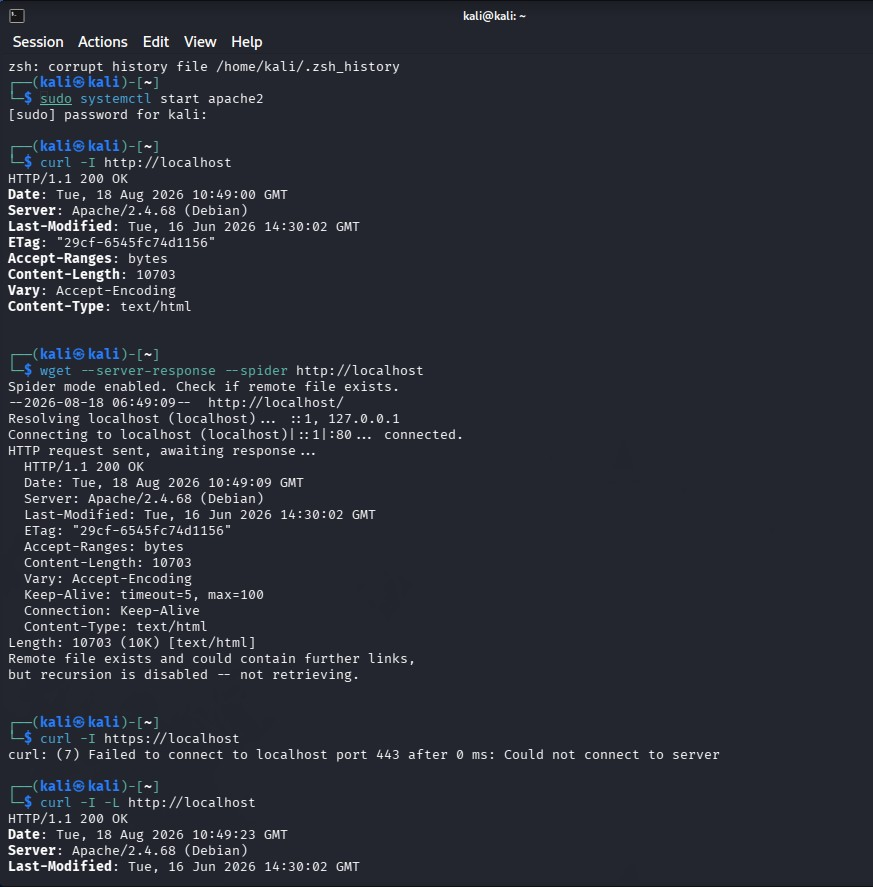 kali@kali: ~
Session Actions Edit View Help
zsh: corrupt history file /home/kali/.zsh_history
┌──(kali㉿kali)-[~]
└─$ sudo systemctl start apache2
[sudo] password for kali:
┌──(kali㉿kali)-[~]
└─$ curl -I http://localhost
HTTP/1.1 200 OK
Date: Tue, 18 Aug 2026 10:49:00 GMT
Server: Apache/2.4.68 (Debian)
Last-Modified: Tue, 16 Jun 2026 14:30:02 GMT
ETag: "29cf-6545fc74d1156"
Accept-Ranges: bytes
Content-Length: 10703
Vary: Accept-Encoding
Content-Type: text/html
┌──(kali㉿kali)-[~]
└─$ wget --server-response --spider http://localhost
Spider mode enabled. Check if remote file exists.
--2026-08-18 06:49:09--  http://localhost/
Resolving localhost (localhost)... ::1, 127.0.0.1
Connecting to localhost (localhost)|::1|:80... connected.
HTTP request sent, awaiting response...
  HTTP/1.1 200 OK
  Date: Tue, 18 Aug 2026 10:49:09 GMT
  Server: Apache/2.4.68 (Debian)
  Last-Modified: Tue, 16 Jun 2026 14:30:02 GMT
  ETag: "29cf-6545fc74d1156"
  Accept-Ranges: bytes
  Content-Length: 10703
  Vary: Accept-Encoding
  Keep-Alive: timeout=5, max=100
  Connection: Keep-Alive
  Content-Type: text/html
Length: 10703 (10K) [text/html]
Remote file exists and could contain further links,
but recursion is disabled -- not retrieving.
┌──(kali㉿kali)-[~]
└─$ curl -I https://localhost
curl: (7) Failed to connect to localhost port 443 after 0 ms: Could not connect to server
┌──(kali㉿kali)-[~]
└─$ curl -I -L http://localhost
HTTP/1.1 200 OK
Date: Tue, 18 Aug 2026 10:49:23 GMT
Server: Apache/2.4.68 (Debian)
Last-Modified: Tue, 16 Jun 2026 14:30:02 GMT